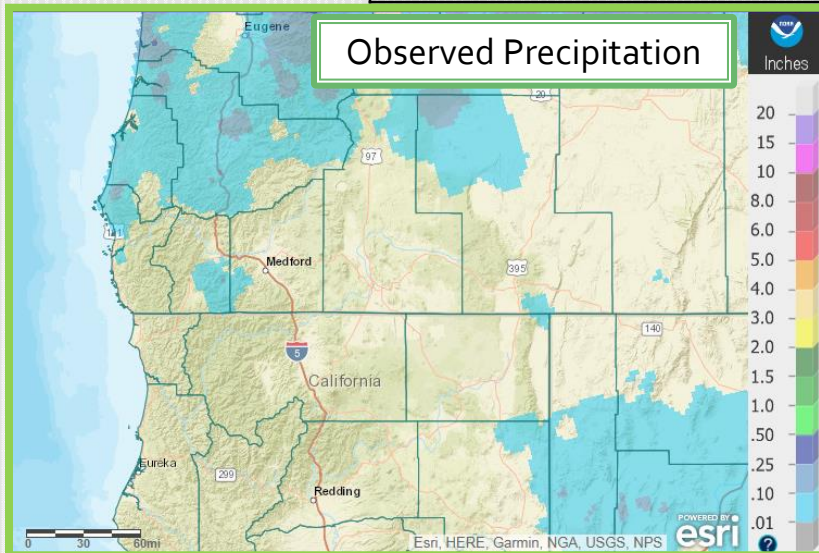 Observed Precipitation
Eugene
20
97
101
Medford
395
140
5
California
Eureka
299
Redding
0 30 60mi
Esri, HERE, Garmin, NGA, USGS, NPS
POWERED BY
esri
NOAA
Inches
20
15
10
8.0
6.0
5.0
4.0
3.0
2.0
1.5
1.0
.50
.25
.10
.01
?